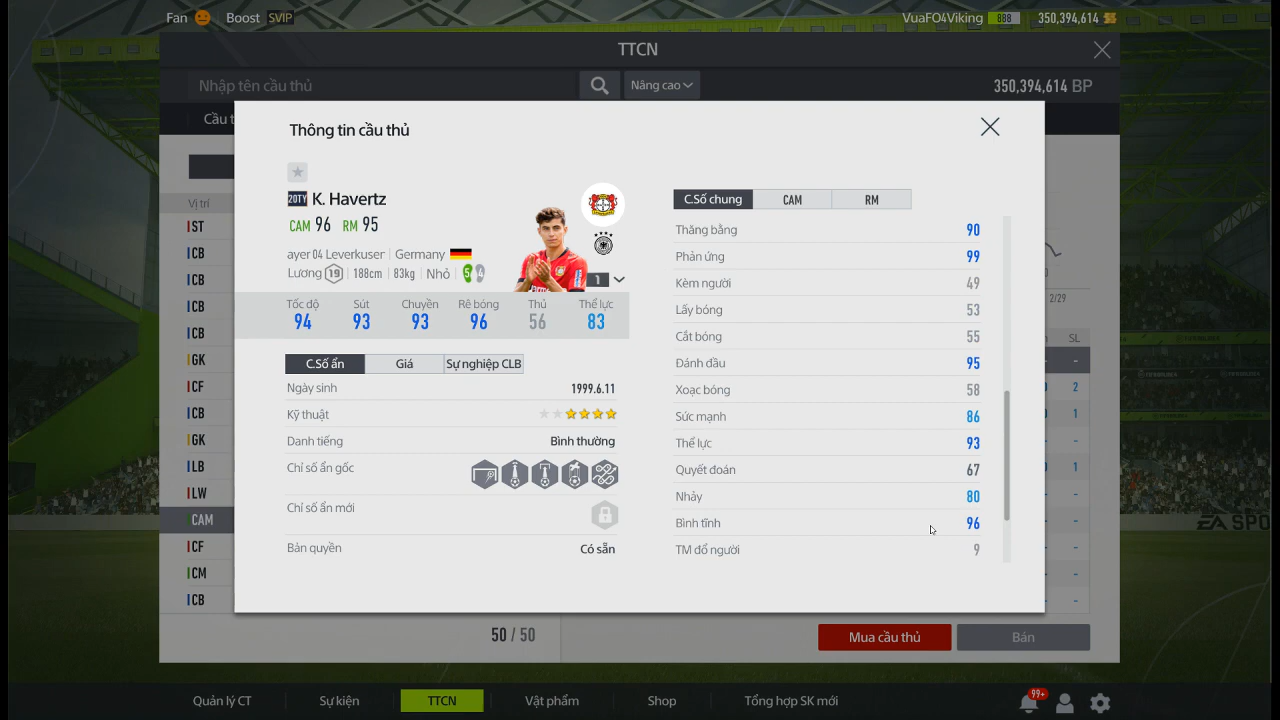 Fan Boost SVIP VuaFO4Viking 808 350,394,614
TTCN
Nhập tên cầu thủ Nâng cao 350,394,614 BP
Cầu t
Thông tin cầu thủ
20TY K. Havertz
CAM 96 RM 95
ayer 04 Leverkuser Germany
Lương 19 188cm 83kg Nhỏ 5 4
1
Tốc độ Sút Chuyền Rê bóng Thủ Thể lực
94 93 93 96 56 83
C.Số ẩn Giá Sự nghiệp CLB
Ngày sinh 1999.6.11
Kỹ thuật
Danh tiếng Bình thường
Chỉ số ẩn gốc
Chỉ số ẩn mới
Bản quyền Có sẵn
C.Số chung CAM RM
Thăng bằng 90
Phản ứng 99
Kèm người 49
Lấy bóng 53
Cắt bóng 55
Đánh đầu 95
Xoạc bóng 58
Sức mạnh 86
Thể lực 93
Quyết đoán 67
Nhảy 80
Bình tĩnh 96
TM đổ người 9
Vị trí
ST
CB
CB
CB
CB
GK
CF
CB
GK
LB
LW
CAM
CF
CM
CB
2/29
SL
-
2
1
-
-
1
-
-
-
-
-
50 / 50 Mua cầu thủ Bán
EA SPO
Quản lý CT Sự kiện TTCN Vật phẩm Shop Tổng hợp SK mới 99+